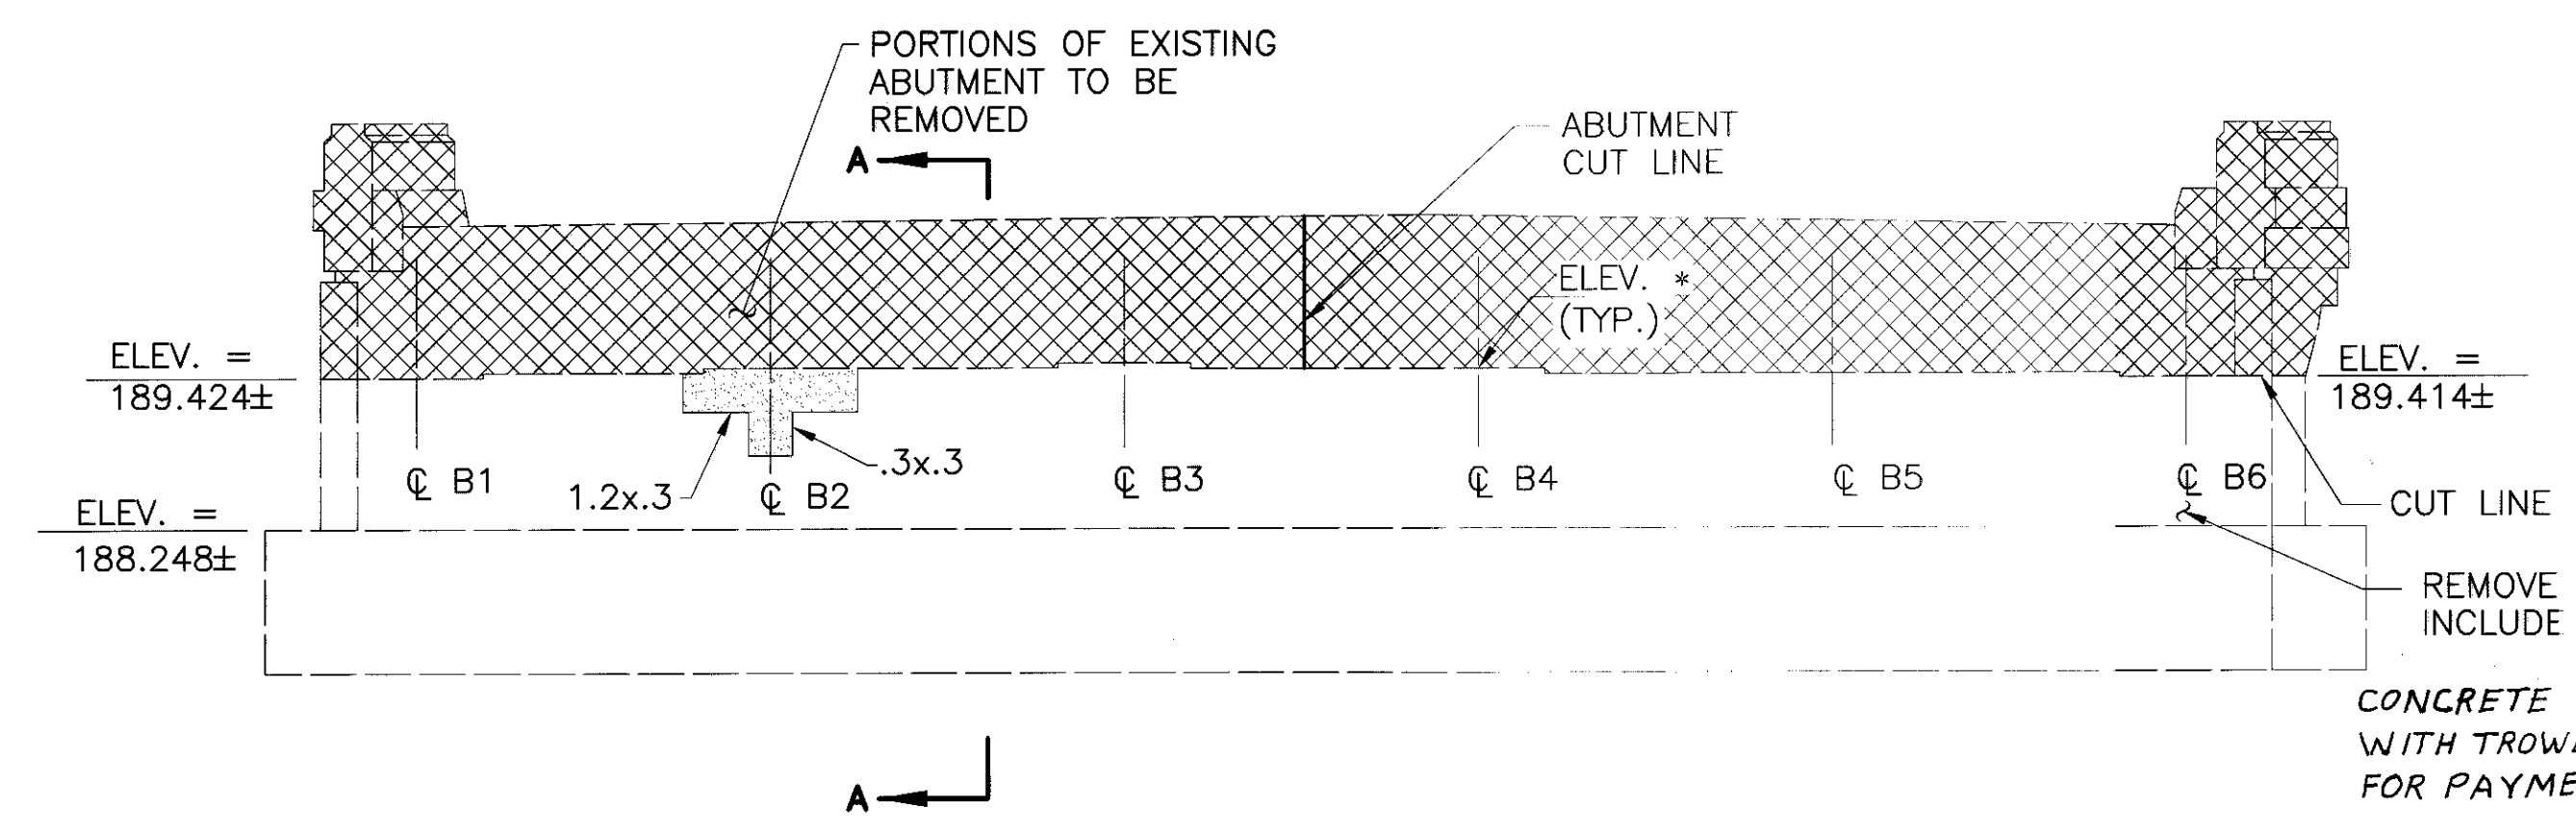 PORTIONS OF EXISTING
ABUTMENT TO BE
REMOVED
A
ABUTMENT
CUT LINE
ELEV. *
(TYP.)
ELEV. =
189.424±
ELEV. =
189.414±
℄ B1
1.2x.3
.3x.3
℄ B2
℄ B3
℄ B4
℄ B5
℄ B6
CUT LINE
ELEV. =
188.248±
REMOVE
INCLUDE
CONCRETE
WITH
FOR
A